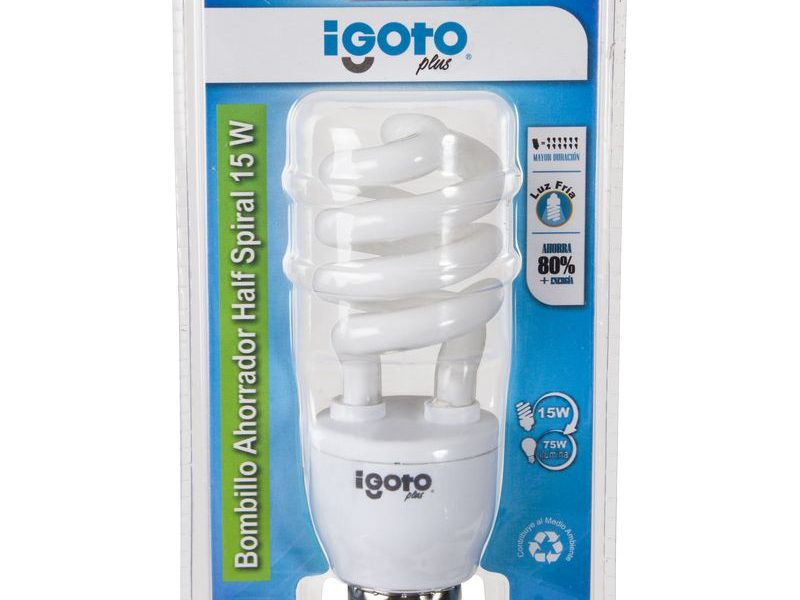 igoto
plus ®
Bombillo Ahorrador Half Spiral 15 W
MAYOR DURACIÓN
Luz Fría
AHORRA
80%
+ ENERGÍA
15W
75W
ilumina
igoto
plus ®
Contribuye al Medio Ambiente